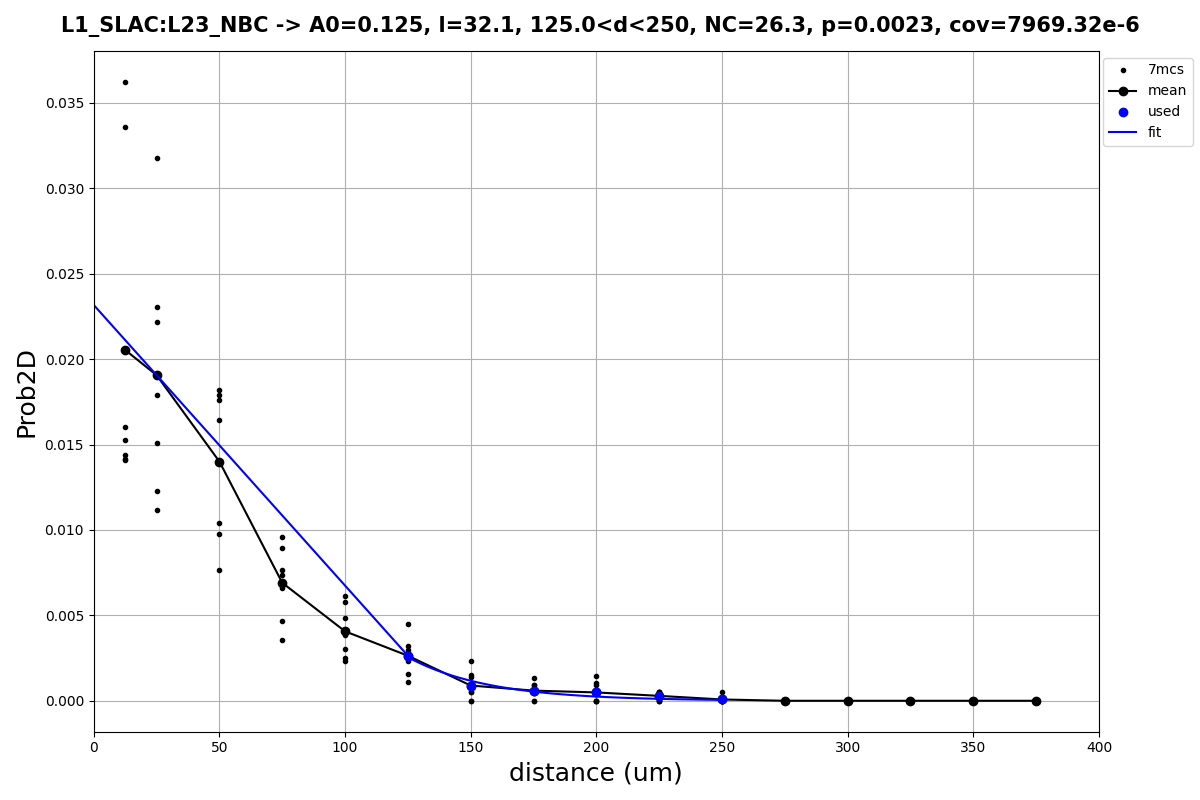 L1_SLAC:L23_NBC -> A0=0.125, l=32.1, 125.0<d<250, NC=26.3, p=0.0023, cov=7969.32e-6
7mcs
mean
used
fit
0.035
0.030
0.025
0.020
0.015
0.010
0.005
0.000
Prob2D
0 50 100 150 200 250 300 350 400
distance (um)